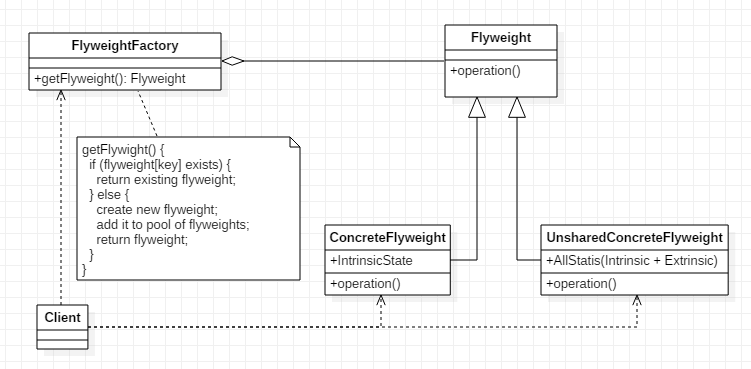 FlyweightFactory
+getFlyweight(): Flyweight
Flyweight
+operation()
getFlywight() {
if (flyweight[key] exists) {
return existing flyweight;
} else {
create new flyweight;
add it to pool of flyweights;
return flyweight;
}
}
ConcreteFlyweight
+IntrinsicState
+operation()
UnsharedConcreteFlyweight
+AllStatis(Intrinsic + Extrinsic)
+operation()
Client